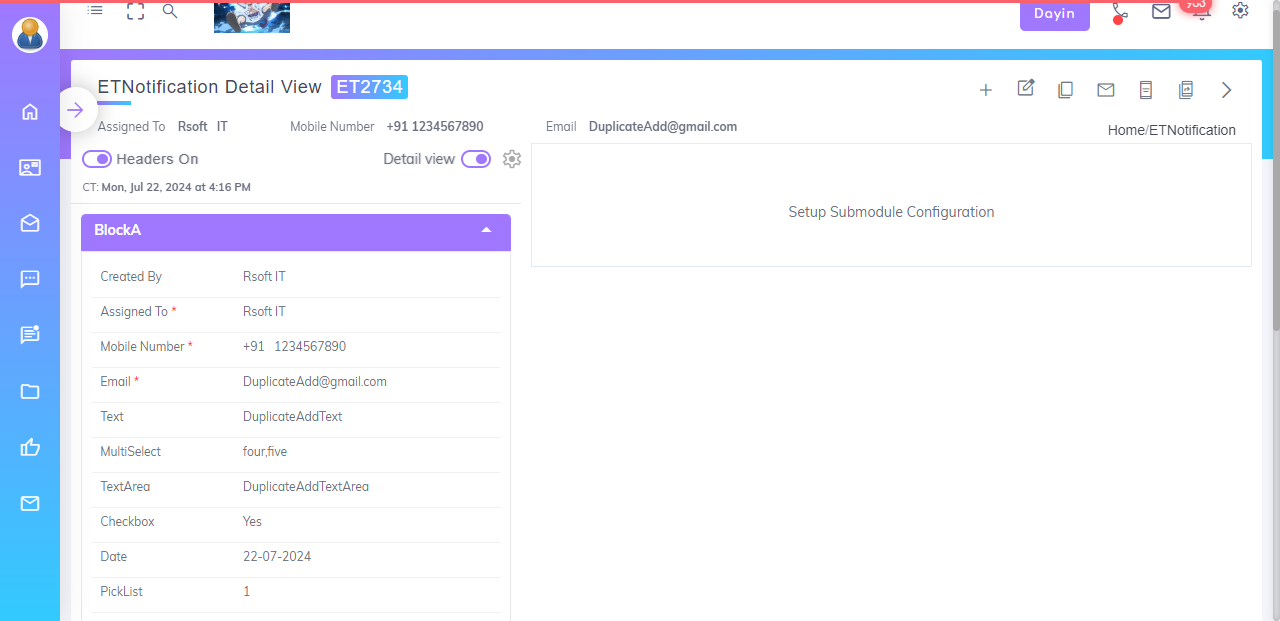 Dayin
ETNotification Detail View ET2734
Assigned To Rsoft IT Mobile Number +91 1234567890 Email DuplicateAdd@gmail.com
Home/ETNotification
Headers On Detail view
CT: Mon, Jul 22, 2024 at 4:16 PM
Setup Submodule Configuration
BlockA
Created By Rsoft IT
Assigned To * Rsoft IT
Mobile Number * +91 1234567890
Email * DuplicateAdd@gmail.com
Text DuplicateAddText
MultiSelect four,five
TextArea DuplicateAddTextArea
Checkbox Yes
Date 22-07-2024
PickList 1